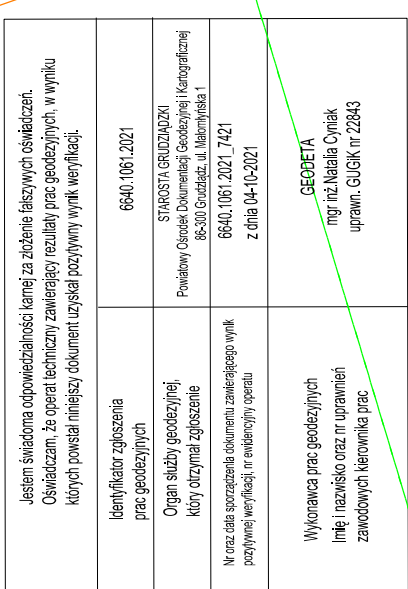 Jestem świadoma odpowiedzialności karnej za złożenie fałszywych oświadczeń.
Oświadczam, że operat techniczny zawierający rezultaty prac geodezyjnych, w wyniku
których powstał niniejszy dokument uzyskał pozytywny wynik weryfikacji.
Identyfikator zgłoszenia
prac geodezyjnych
6640.1061.2021
Organ służby geodezyjnej,
który otrzymał zgłoszenie
STAROSTA GRUDZIĄDZKI
Powiatowy Ośrodek Dokumentacji Geodezyjnej i Kartograficznej
86-300 Grudziądz, ul. Małomłyńska 1
Nr oraz data sporządzenia dokumentu zawierającego wynik
pozytywnej weryfikacji, nr ewidencyjny operatu
6640.1061.2021_7421
z dnia 04-10-2021
Wykonawca prac geodezyjnych
Imię i nazwisko oraz nr uprawnień
zawodowych kierownika prac
GEODETA
mgr inż.Natalia Cyniak
uprawn. GUGiK nr 22843